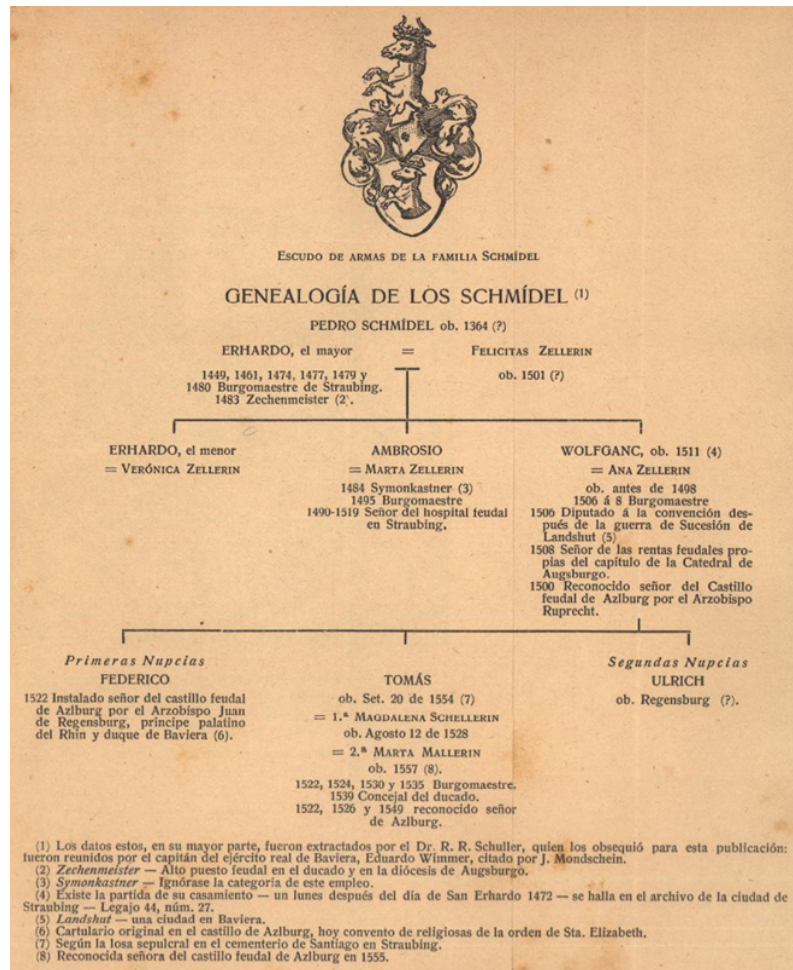 ESCUDO DE ARMAS DE LA FAMILIA SCHMÍDEL
GENEALOGÍA DE LOS SCHMÍDEL (1)
PEDRO SCHMÍDEL ob. 1364 (?)
ERHARDO, el mayor = FELICITAS ZELLERIN
1449, 1461, 1474, 1477, 1479 y
1480 Burgomaestre de Straubing.
1483 Zechenmeister (2).
ob. 1501 (?)
ERHARDO, el menor
= VERÓNICA ZELLERIN
AMBROSIO
= MARTA ZELLERIN
1484 Symonkastner (3)
1495 Burgomaestre
1490-1519 Señor del hospital feudal
en Straubing.
WOLFGANC, ob. 1511 (4)
= ANA ZELLERIN
ob. antes de 1498
1506 á 8 Burgomaestre
1506 Diputado á la convención des-
pués de la guerra de Sucesión de
Landshut (5)
1508 Señor de las rentas feudales pro-
pias del capítulo de la Catedral de
Augsburgo.
1500 Reconocido señor del Castillo
feudal de Azlburg por el Arzobispo
Ruprecht.
Primeras Nupcias
FEDERICO
1522 Instalado señor del castillo feudal
de Azlburg por el Arzobispo Juan
de Regensburg, príncipe palatino
del Rhin y duque de Baviera (6).
TOMÁS
ob. Set. 20 de 1554 (7)
= 1.ª MAGDALENA SCHELLERIN
ob. Agosto 12 de 1528
= 2.ª MARTA MALLERIN
ob. 1557 (8).
1522, 1524, 1530 y 1535 Burgomaestre.
1539 Concejal del ducado.
1522, 1526 y 1549 reconocido señor
de Azlburg.
Segundas Nupcias
ULRICH
ob. Regensburg (?).
(1) Los datos estos, en su mayor parte, fueron extractados por el Dr. R. R. Schuller, quien los obsequió para esta publicación:
fueron reunidos por el capitán del ejército real de Baviera, Eduardo Wimmer, citado por J. Mondschein.
(2) Zechenmeister — Alto puesto feudal en el ducado y en la diócesis de Augsburgo.
(3) Symonkastner — Ignórase la categoría de este empleo.
(4) Existe la partida de su casamiento — un lunes después del día de San Erhardo 1472 — se halla en el archivo de la ciudad de
Straubing — Legajo 44, núm. 27.
(5) Landshut — una ciudad en Baviera.
(6) Cartulario original en el castillo de Azlburg, hoy convento de religiosas de la orden de Sta. Elizabeth.
(7) Según la losa sepulcral en el cementerio de Santiago en Straubing.
(8) Reconocida señora del castillo feudal de Azlburg en 1555.